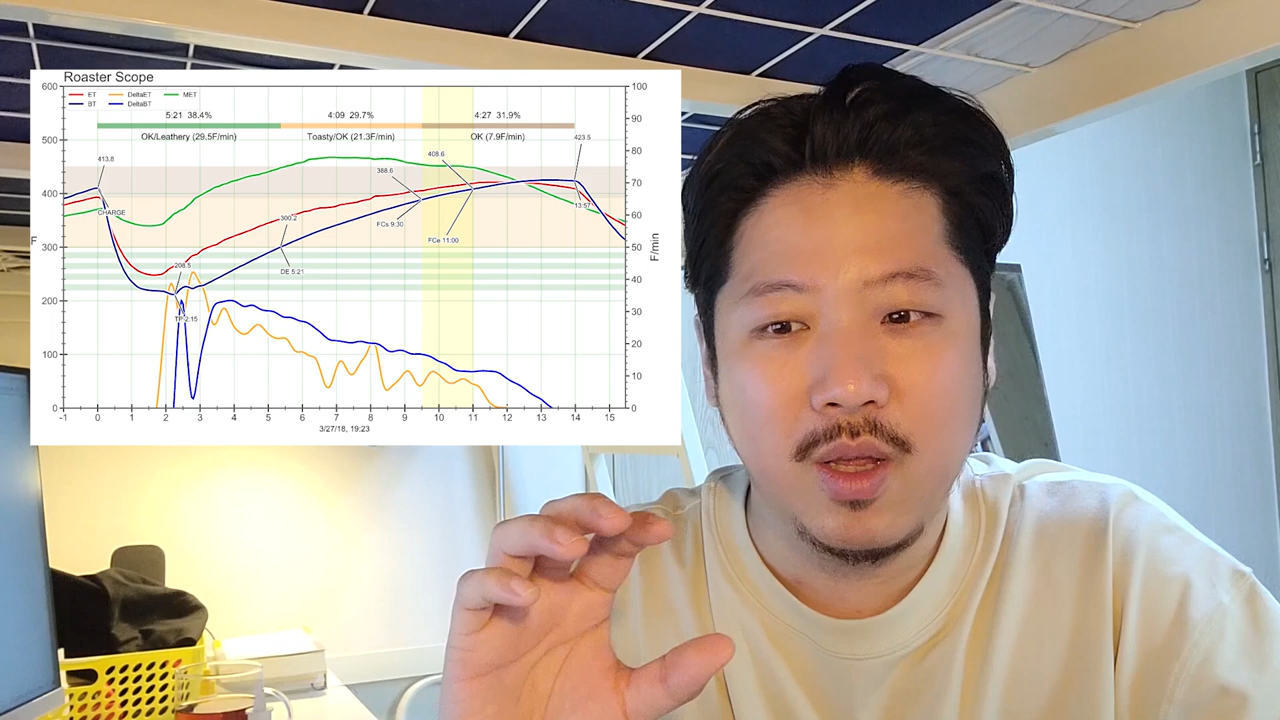 Roaster Scope
600
500
400
300
200
100
0
F
100
90
80
70
60
50
40
30
20
10
0
F/min
ET DeltaET MET
BT DeltaBT
5:21 38.4%
4:09 29.7%
4:27 31.9%
OK/Leathery (29.5F/min)
Toasty/OK (21.3F/min)
OK (7.9F/min)
413.8
CHARGE
208.5
TP 2:15
300.2
DE 5:21
388.6
FCs 9:30
408.6
FCe 11:00
423.5
13:57
-1 0 1 2 3 4 5 6 7 8 9 10 11 12 13 14 15
3/27/18, 19:23